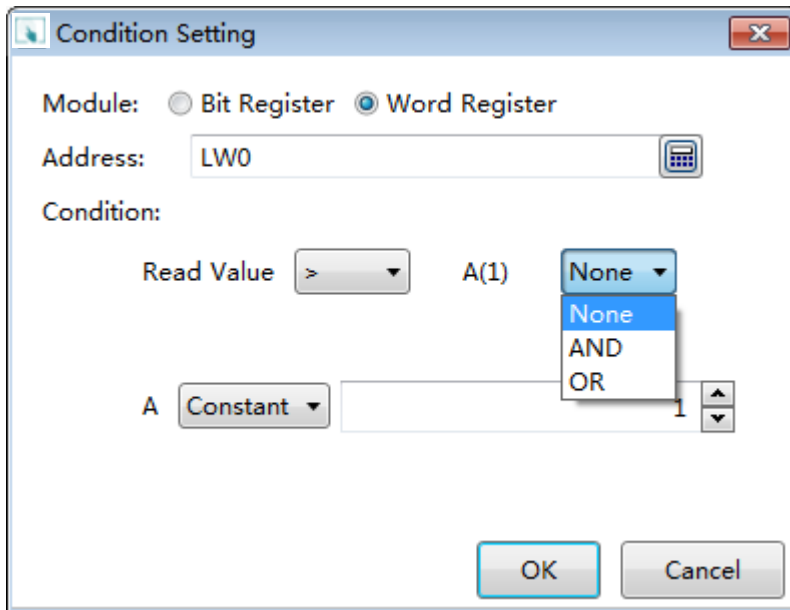 Condition Setting
Module: Bit Register Word Register
Address: LW0
Condition:
Read Value > A(1) None
None
AND
OR
A Constant 1
OK Cancel